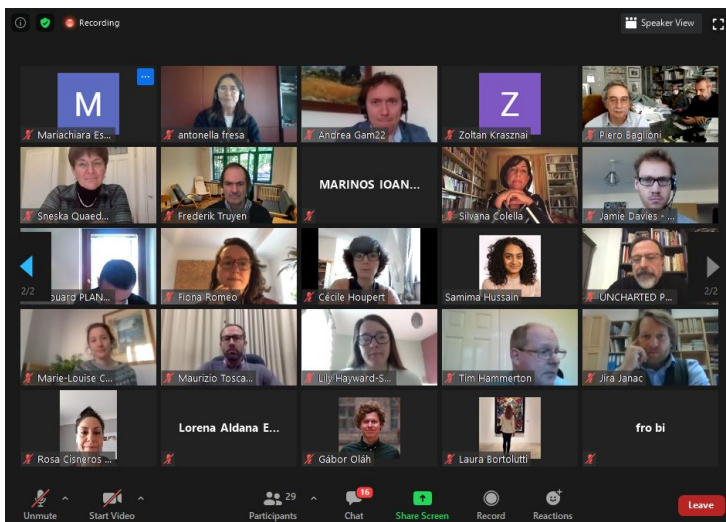 Recording
Speaker View
M
Z
Mariachiara Es...
antonella fresa
Andrea Gam22
Zoltan Krasznai
Piero Baglioni
MARINOS IOAN...
Sneska Quaed...
Frederik Truyen
Silvana Colella
Jamie Davies - ...
2/2
ouard PLAN...
Fiona Romeo
Cécile Houpert
Samima Hussain
UNCHARTED P...
2/2
Marie-Louise C...
Maurizio Tosca...
Lily Hayward-S...
Tim Hammerton
Jira Janac
Lorena Aldana E...
fro bi
Rosa Cisneros ...
Gábor Oláh
Laura Bortolutti
29
16
Unmute
Start Video
Participants
Chat
Share Screen
Record
Reactions
Leave